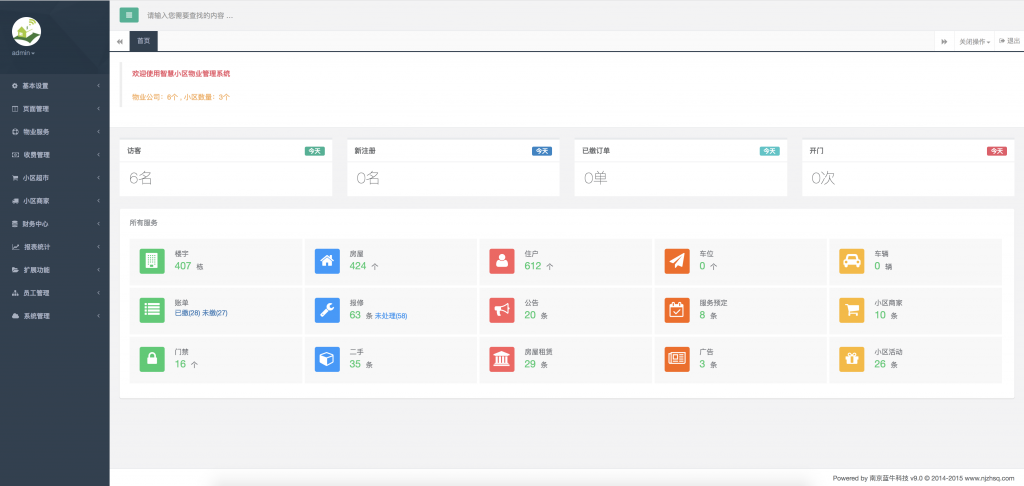 请输入您需要查找的内容 …
admin
首页
关闭操作
退出
基本设置
页面管理
物业服务
收费管理
小区超市
小区商家
财务中心
报表统计
扩展功能
员工管理
系统管理
欢迎使用智慧小区物业管理系统
物业公司：6个 , 小区数量：3个
访客 今天
6名
新注册 今天
0名
已缴订单 今天
0单
开门 今天
0次
所有服务
楼宇
407 栋
房屋
424 个
住户
612 个
车位
0 个
车辆
0 辆
账单
已缴(28) 未缴(27)
报修
63 条 未处理(58)
公告
20 条
服务预定
8 条
小区商家
10 条
门禁
16 个
二手
35 条
房屋租赁
29 条
广告
3 条
小区活动
26 条
Powered by 南京蓝牛科技 v9.0 © 2014-2015 www.njzhsq.com